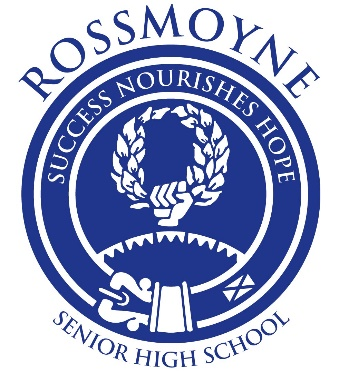 ROSSMOYNE
SUCCESS NOURISHES HOPE
SENIOR HIGH SCHOOL